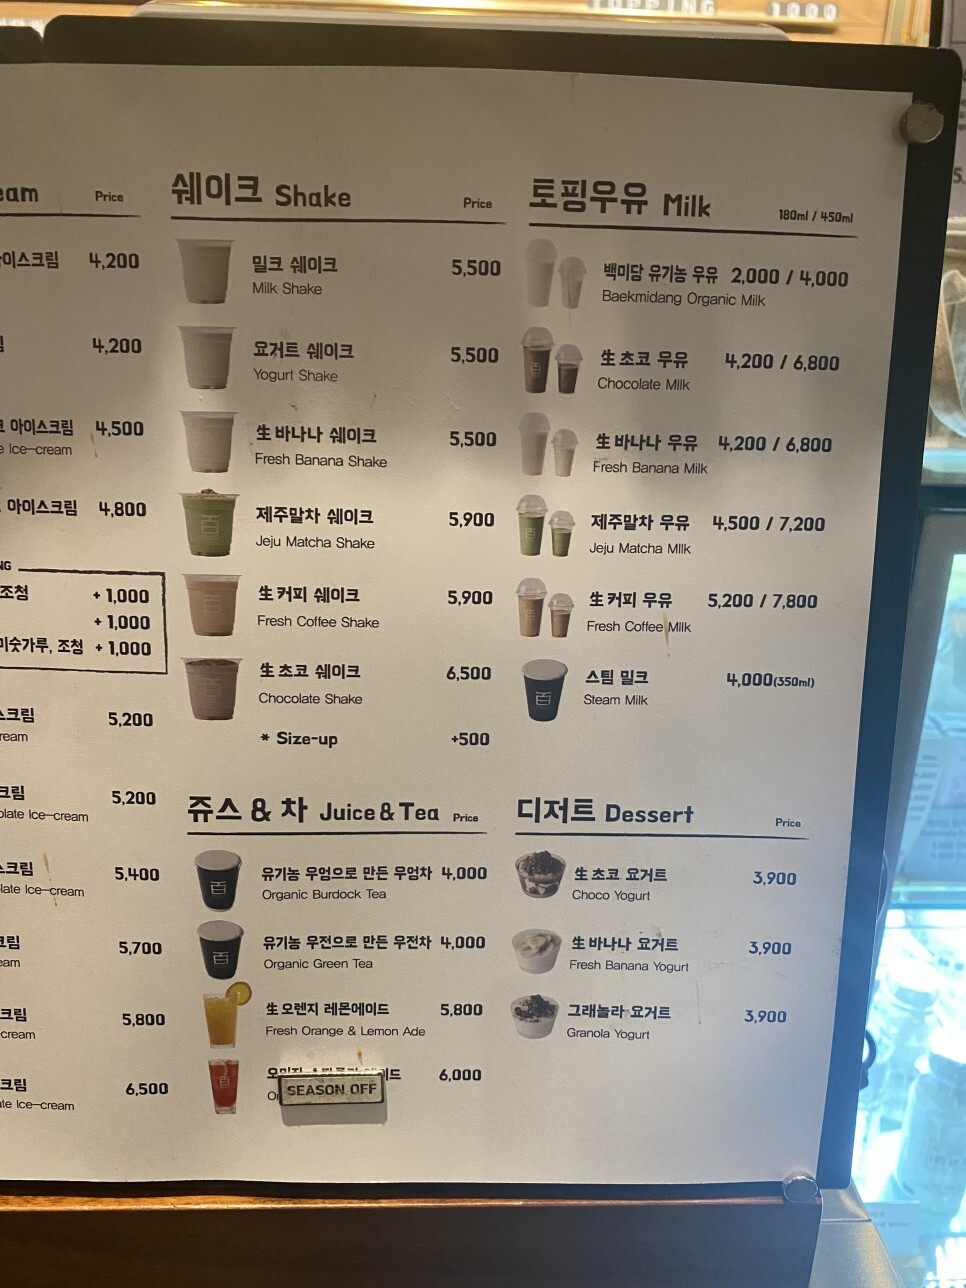 TOPPING 1000
eam Price
아이스크림 4,200
림 4,200
아이스크림 4,500
e Ice-cream
아이스크림 4,800
NG
조청 + 1,000
+ 1,000
미숫가루, 조청 + 1,000
스크림 5,200
ream
크림 5,200
olate Ice-cream
스크림 5,400
late Ice-cream
크림 5,700
eam
크림 5,800
-cream
크림 6,500
te Ice-cream
쉐이크 Shake Price
밀크 쉐이크 5,500
Milk Shake
요거트 쉐이크 5,500
Yogurt Shake
生 바나나 쉐이크 5,500
Fresh Banana Shake
제주말차 쉐이크 5,900
Jeju Matcha Shake
生 커피 쉐이크 5,900
Fresh Coffee Shake
生 초코 쉐이크 6,500
Chocolate Shake
* Size-up +500
토핑우유 Milk 180ml / 450ml
백미당 유기농 우유 2,000 / 4,000
Baekmidang Organic Milk
生 초코 우유 4,200 / 6,800
Chocolate Milk
生 바나나 우유 4,200 / 6,800
Fresh Banana Milk
제주말차 우유 4,500 / 7,200
Jeju Matcha Milk
生 커피 우유 5,200 / 7,800
Fresh Coffee Milk
스팀 밀크 4,000(350ml)
Steam Milk
쥬스 & 차 Juice & Tea Price
유기농 우엉으로 만든 우엉차 4,000
Organic Burdock Tea
유기농 우전으로 만든 우전차 4,000
Organic Green Tea
生 오렌지 레몬에이드 5,800
Fresh Orange & Lemon Ade
6,000
SEASON OFF
디저트 Dessert Price
生 초코 요거트 3,900
Choco Yogurt
生 바나나 요거트 3,900
Fresh Banana Yogurt
그래놀라 요거트 3,900
Granola Yogurt